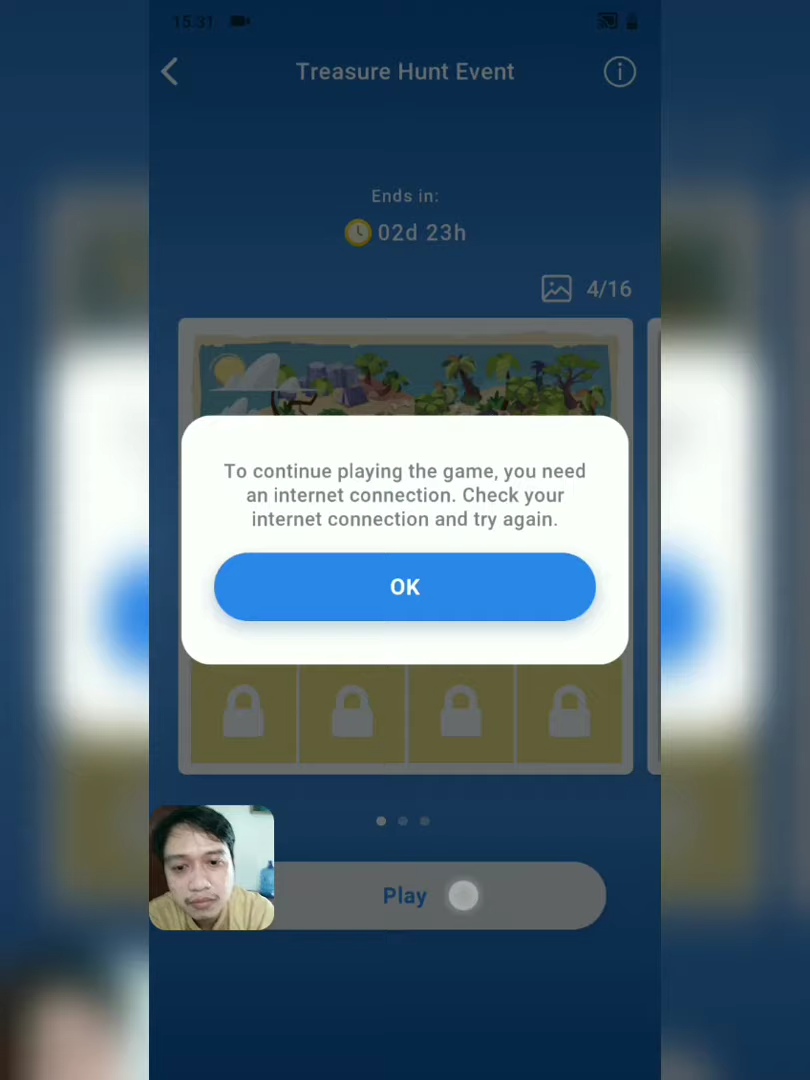 15.31
Treasure Hunt Event
Ends in:
02d 23h
4/16
To continue playing the game, you need
an internet connection. Check your
internet connection and try again.
OK
Play